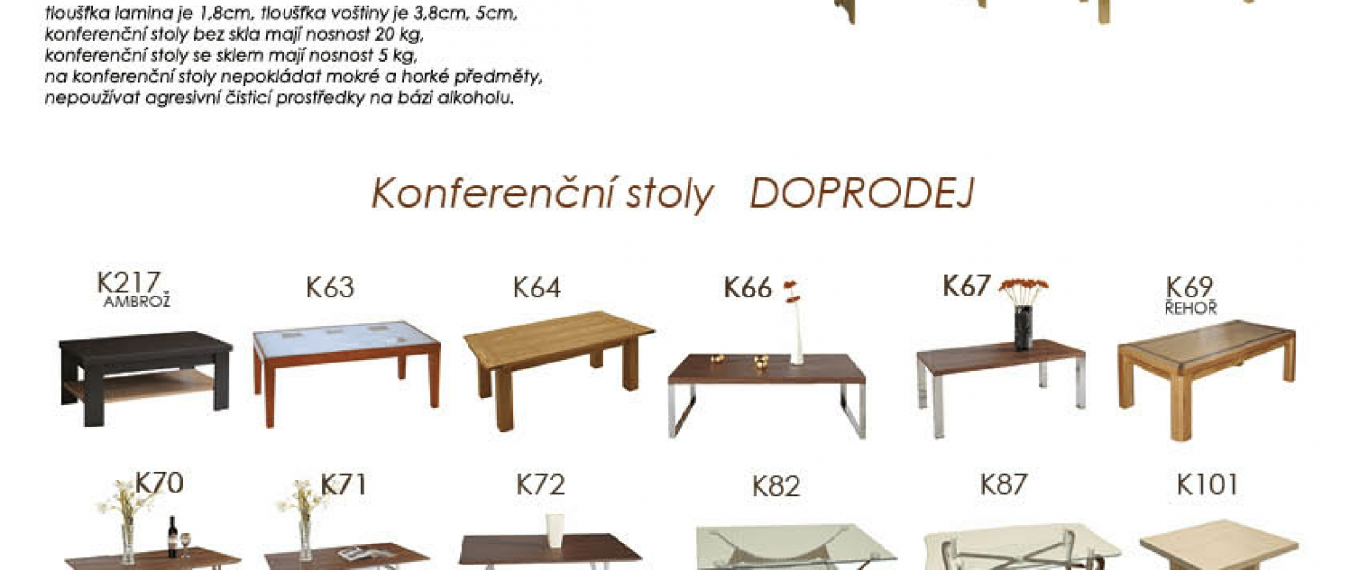 tloušťka lamina je 1,8cm, tloušťka voštiny je 3,8cm, 5cm,
konferenční stoly bez skla mají nosnost 20 kg,
konferenční stoly se sklem mají nosnost 5 kg,
na konferenční stoly nepokládat mokré a horké předměty,
nepoužívat agresivní čisticí prostředky na bázi alkoholu.
Konferenční stoly DOPRODEJ
K217 K63 K64 K66 K67 K69
AMBROŽ ŘEHOŘ
K70 K71 K72 K82 K87 K101